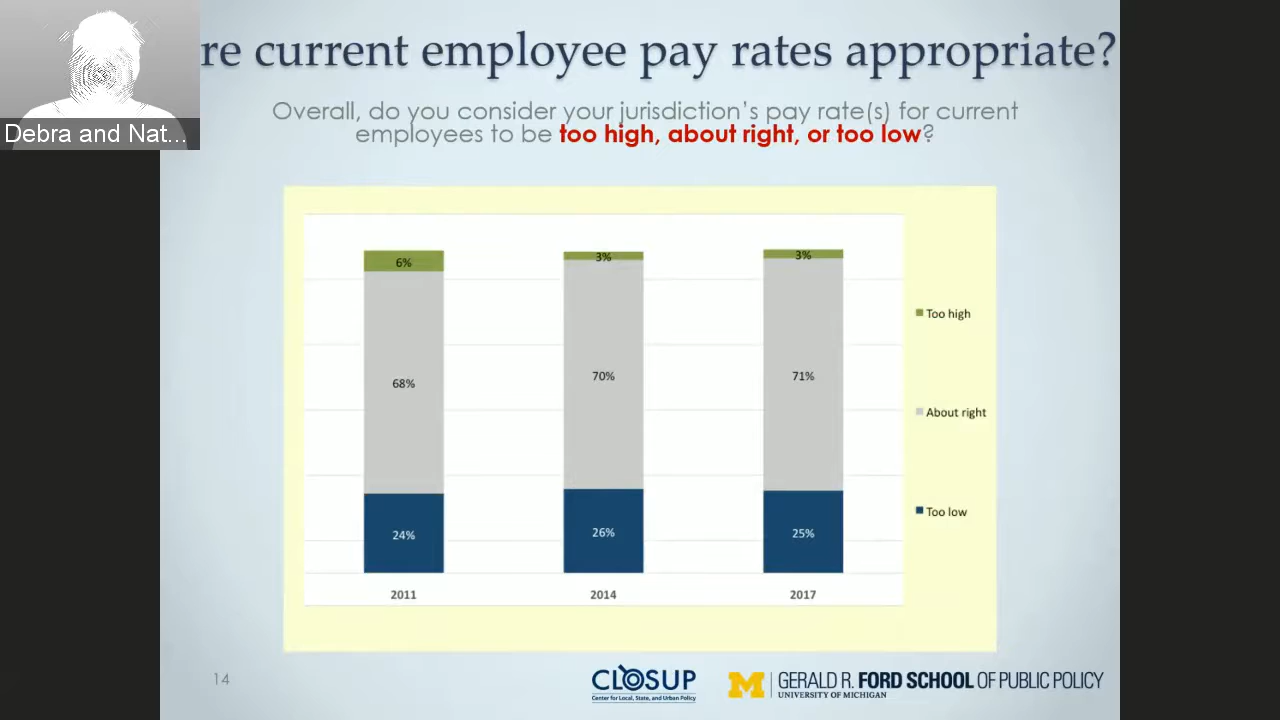 re current employee pay rates appropriate?
Overall, do you consider your jurisdiction's pay rate(s) for current
employees to be too high, about right, or too low?
Debra and Nat...
6%
3%
3%
68%
70%
71%
24%
26%
25%
2011
2014
2017
Too high
About right
Too low
14
CLOSUP
Center for Local, State, and Urban Policy
M
GERALD R. FORD SCHOOL OF PUBLIC POLICY
UNIVERSITY OF MICHIGAN